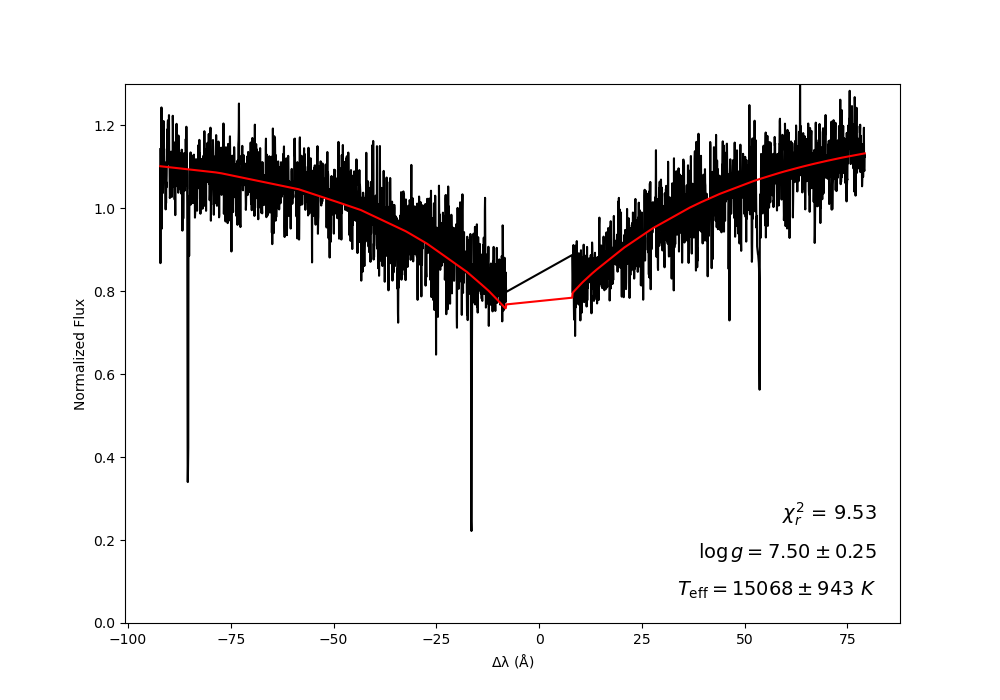 Normalized Flux
1.2
1.0
0.8
0.6
0.4
0.2
0.0
χ²ᵣ = 9.53
log g = 7.50 ± 0.25
T_eff = 15068 ± 943 K
−100 −75 −50 −25 0 25 50 75
Δλ (Å)